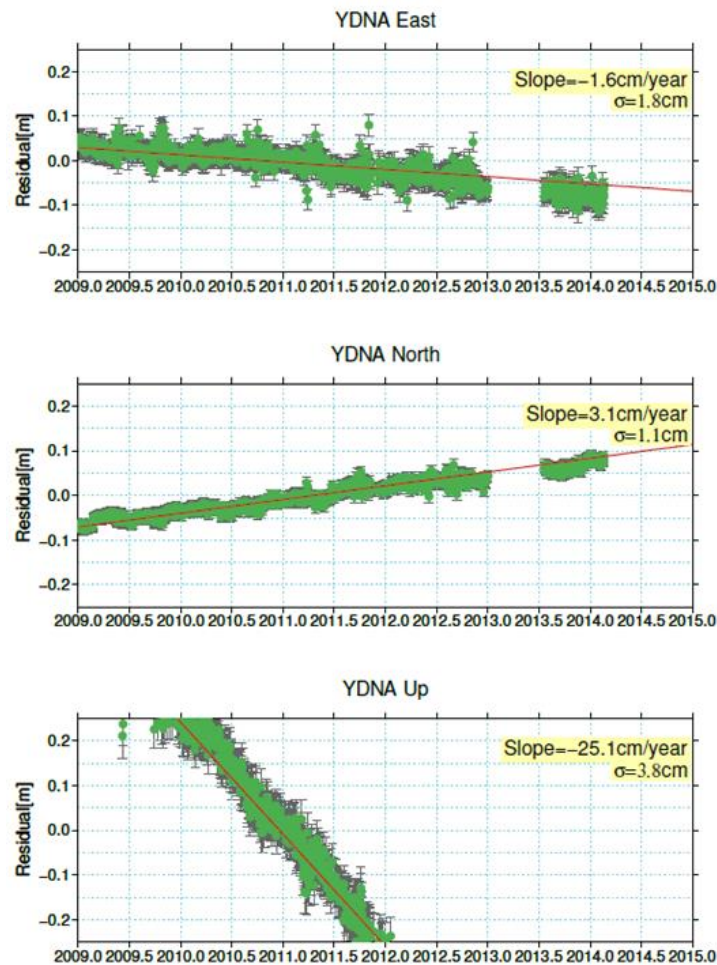 YDNA East
Slope=−1.6cm/year
σ=1.8cm
Residual[m]
0.2
0.1
0.0
−0.1
−0.2
2009.0 2009.5 2010.0 2010.5 2011.0 2011.5 2012.0 2012.5 2013.0 2013.5 2014.0 2014.5 2015.0
YDNA North
Slope=3.1cm/year
σ=1.1cm
Residual[m]
0.2
0.1
0.0
−0.1
−0.2
2009.0 2009.5 2010.0 2010.5 2011.0 2011.5 2012.0 2012.5 2013.0 2013.5 2014.0 2014.5 2015.0
YDNA Up
Slope=−25.1cm/year
σ=3.8cm
Residual[m]
0.2
0.1
0.0
−0.1
−0.2
2009.0 2009.5 2010.0 2010.5 2011.0 2011.5 2012.0 2012.5 2013.0 2013.5 2014.0 2014.5 2015.0